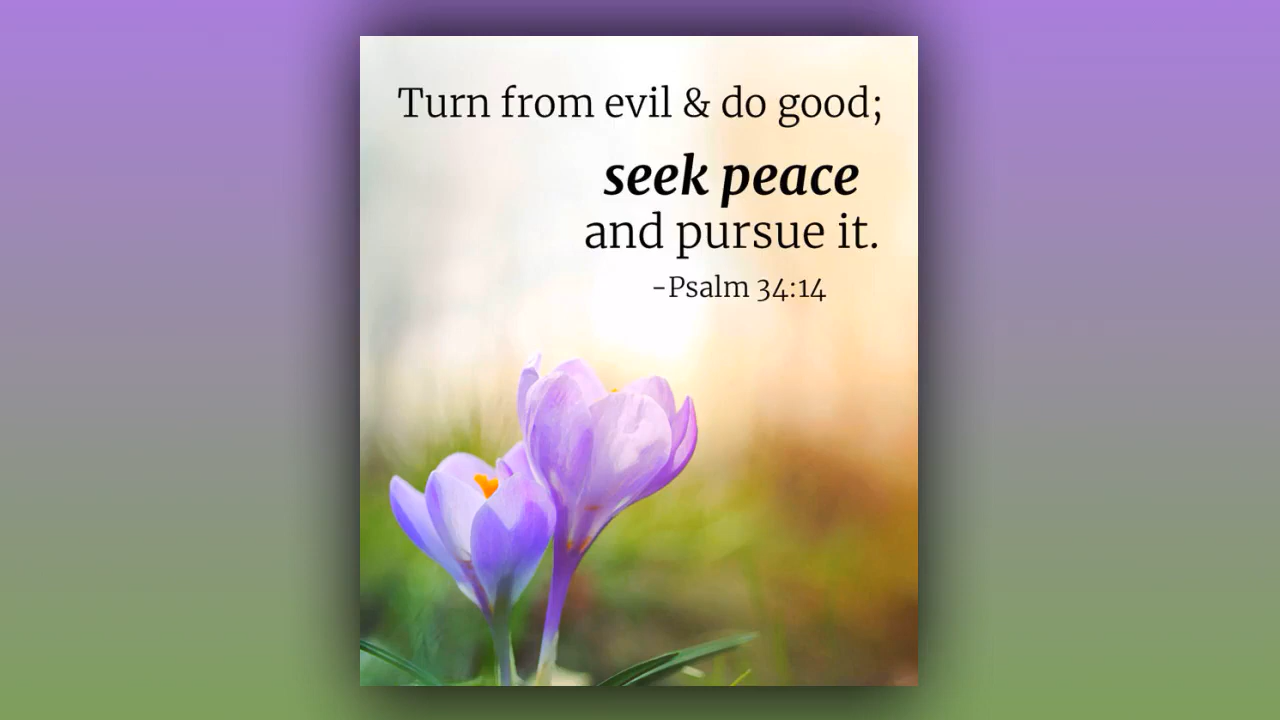 Turn from evil & do good;
seek peace
and pursue it.
-Psalm 34:14